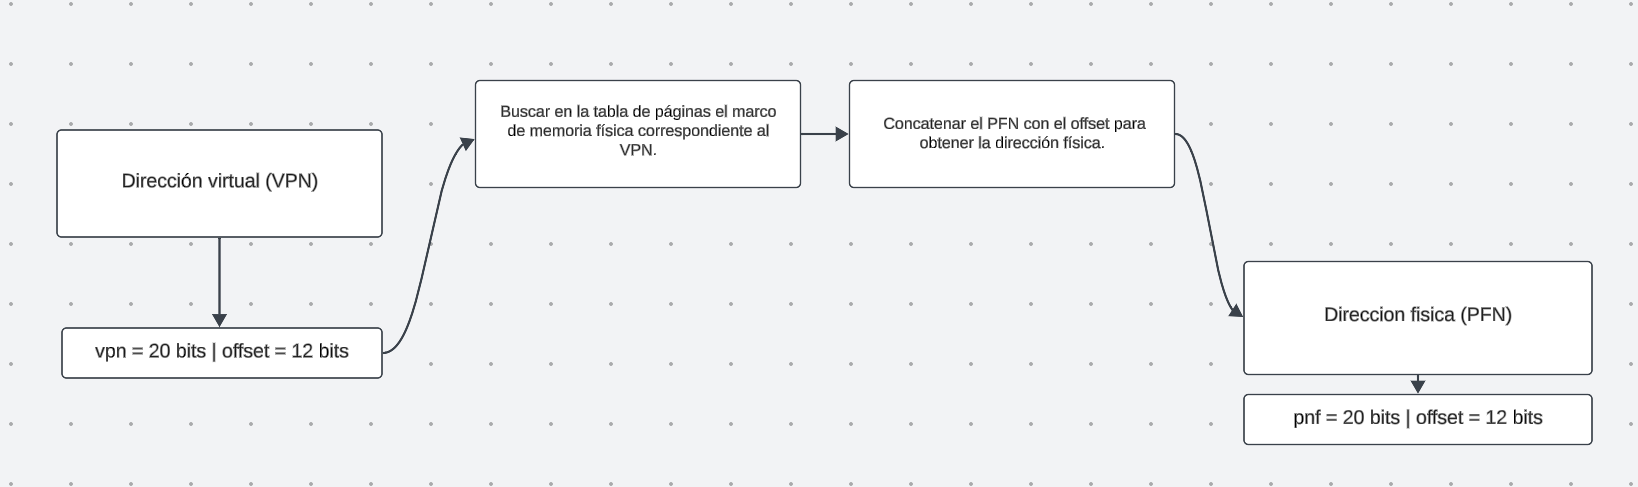 Dirección virtual (VPN)
vpn = 20 bits | offset = 12 bits
Buscar en la tabla de páginas el marco
de memoria física correspondiente al
VPN.
Concatenar el PFN con el offset para
obtener la dirección física.
Direccion fisica (PFN)
pnf = 20 bits | offset = 12 bits